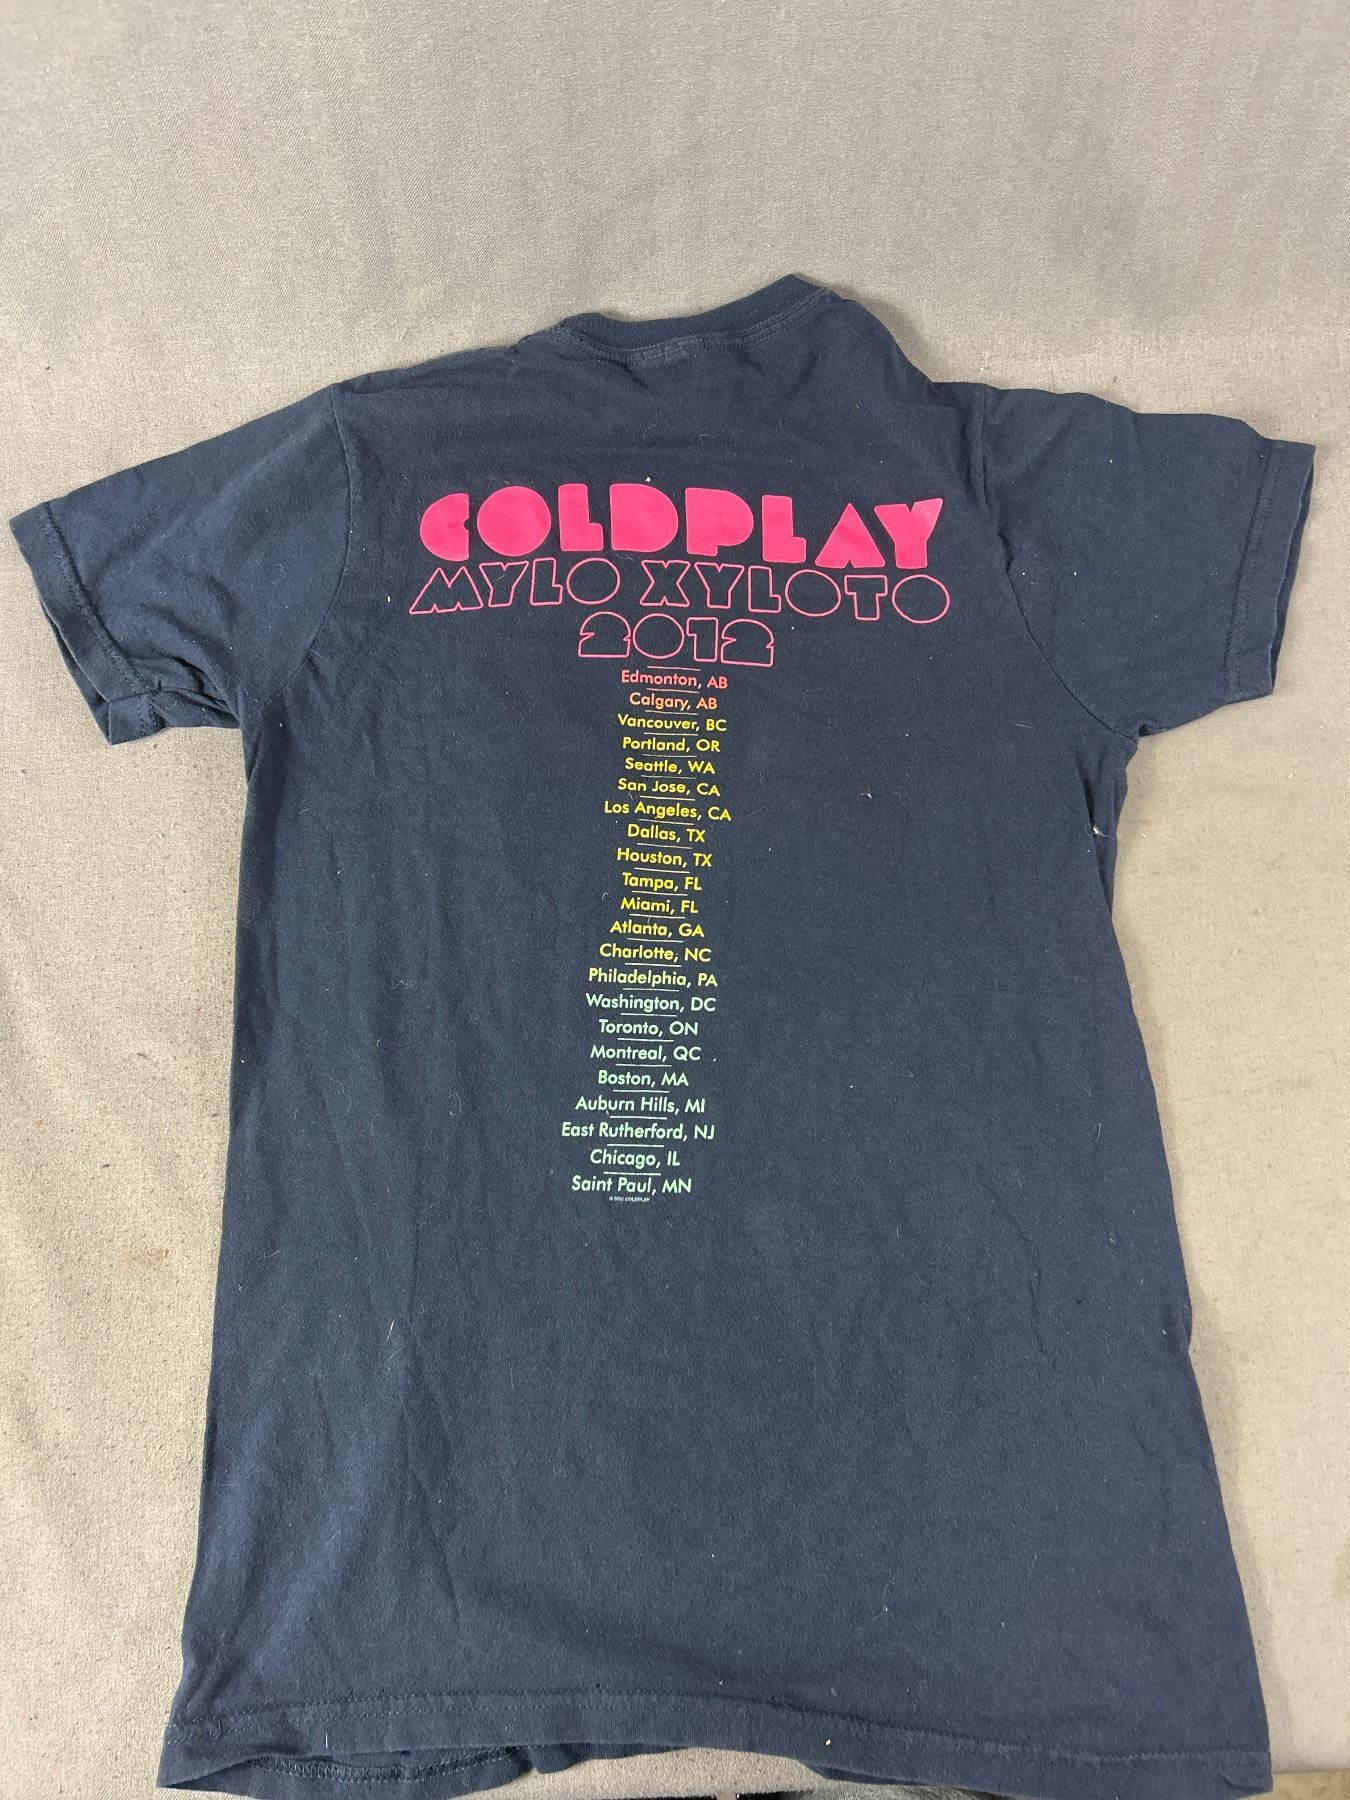 COLDPLAY
MYLO XYLOTO
2012
Edmonton, AB
Calgary, AB
Vancouver, BC
Portland, OR
Seattle, WA
San Jose, CA
Los Angeles, CA
Dallas, TX
Houston, TX
Tampa, FL
Miami, FL
Atlanta, GA
Charlotte, NC
Philadelphia, PA
Washington, DC
Toronto, ON
Montreal, QC
Boston, MA
Auburn Hills, MI
East Rutherford, NJ
Chicago, IL
Saint Paul, MN
© 2012 COLDPLAY